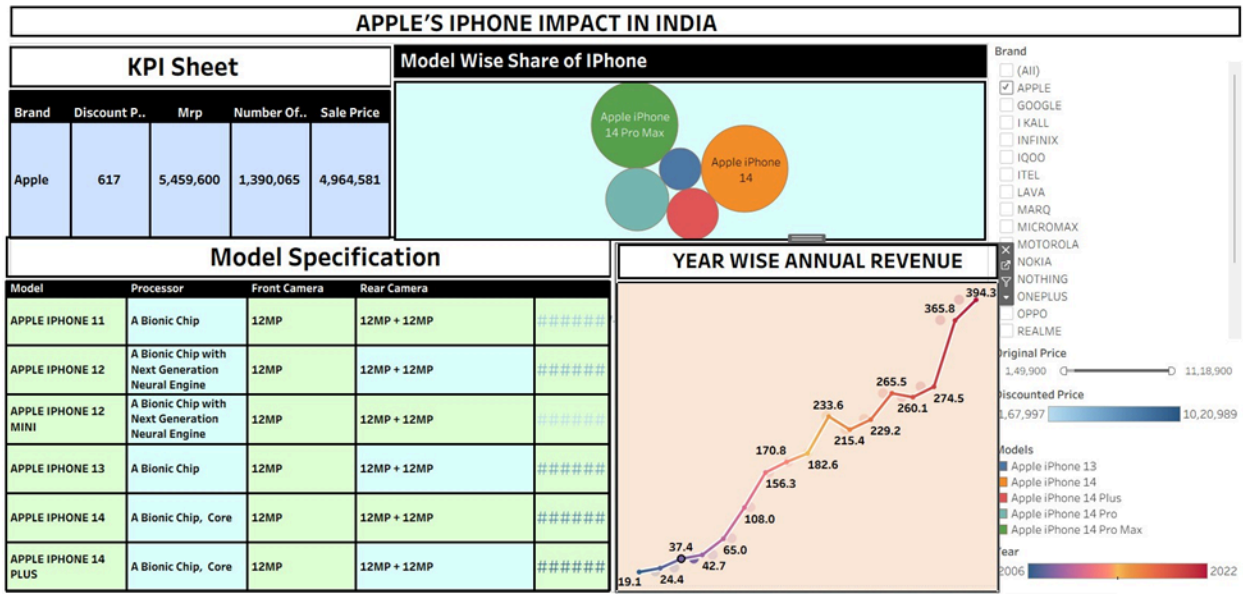 APPLE'S IPHONE IMPACT IN INDIA
KPI Sheet
Brand Discount P.. Mrp Number Of.. Sale Price
Apple 617 5,459,600 1,390,065 4,964,581
Model Wise Share of IPhone
Apple iPhone
14 Pro Max
Apple iPhone
14
Model Specification
Model Processor Front Camera Rear Camera
APPLE IPHONE 11 A Bionic Chip 12MP 12MP + 12MP ######
APPLE IPHONE 12 A Bionic Chip with
Next Generation
Neural Engine 12MP 12MP + 12MP ######
APPLE IPHONE 12
MINI A Bionic Chip with
Next Generation
Neural Engine 12MP 12MP + 12MP ######
APPLE IPHONE 13 A Bionic Chip 12MP 12MP + 12MP ######
APPLE IPHONE 14 A Bionic Chip, Core 12MP 12MP + 12MP ######
APPLE IPHONE 14
PLUS A Bionic Chip, Core 12MP 12MP + 12MP ######
YEAR WISE ANNUAL REVENUE
19.1
24.4
37.4
42.7
65.0
108.0
156.3
170.8
182.6
233.6
215.4
229.2
265.5
260.1
274.5
365.8
394.3
Brand
(All)
APPLE
GOOGLE
I KALL
INFINIX
IQOO
ITEL
LAVA
MARQ
MICROMAX
MOTOROLA
NOKIA
NOTHING
ONEPLUS
OPPO
REALME
Original Price
1,49,900 11,18,900
Discounted Price
1,67,997 10,20,989
Models
Apple iPhone 13
Apple iPhone 14
Apple iPhone 14 Plus
Apple iPhone 14 Pro
Apple iPhone 14 Pro Max
Year
2006 2022